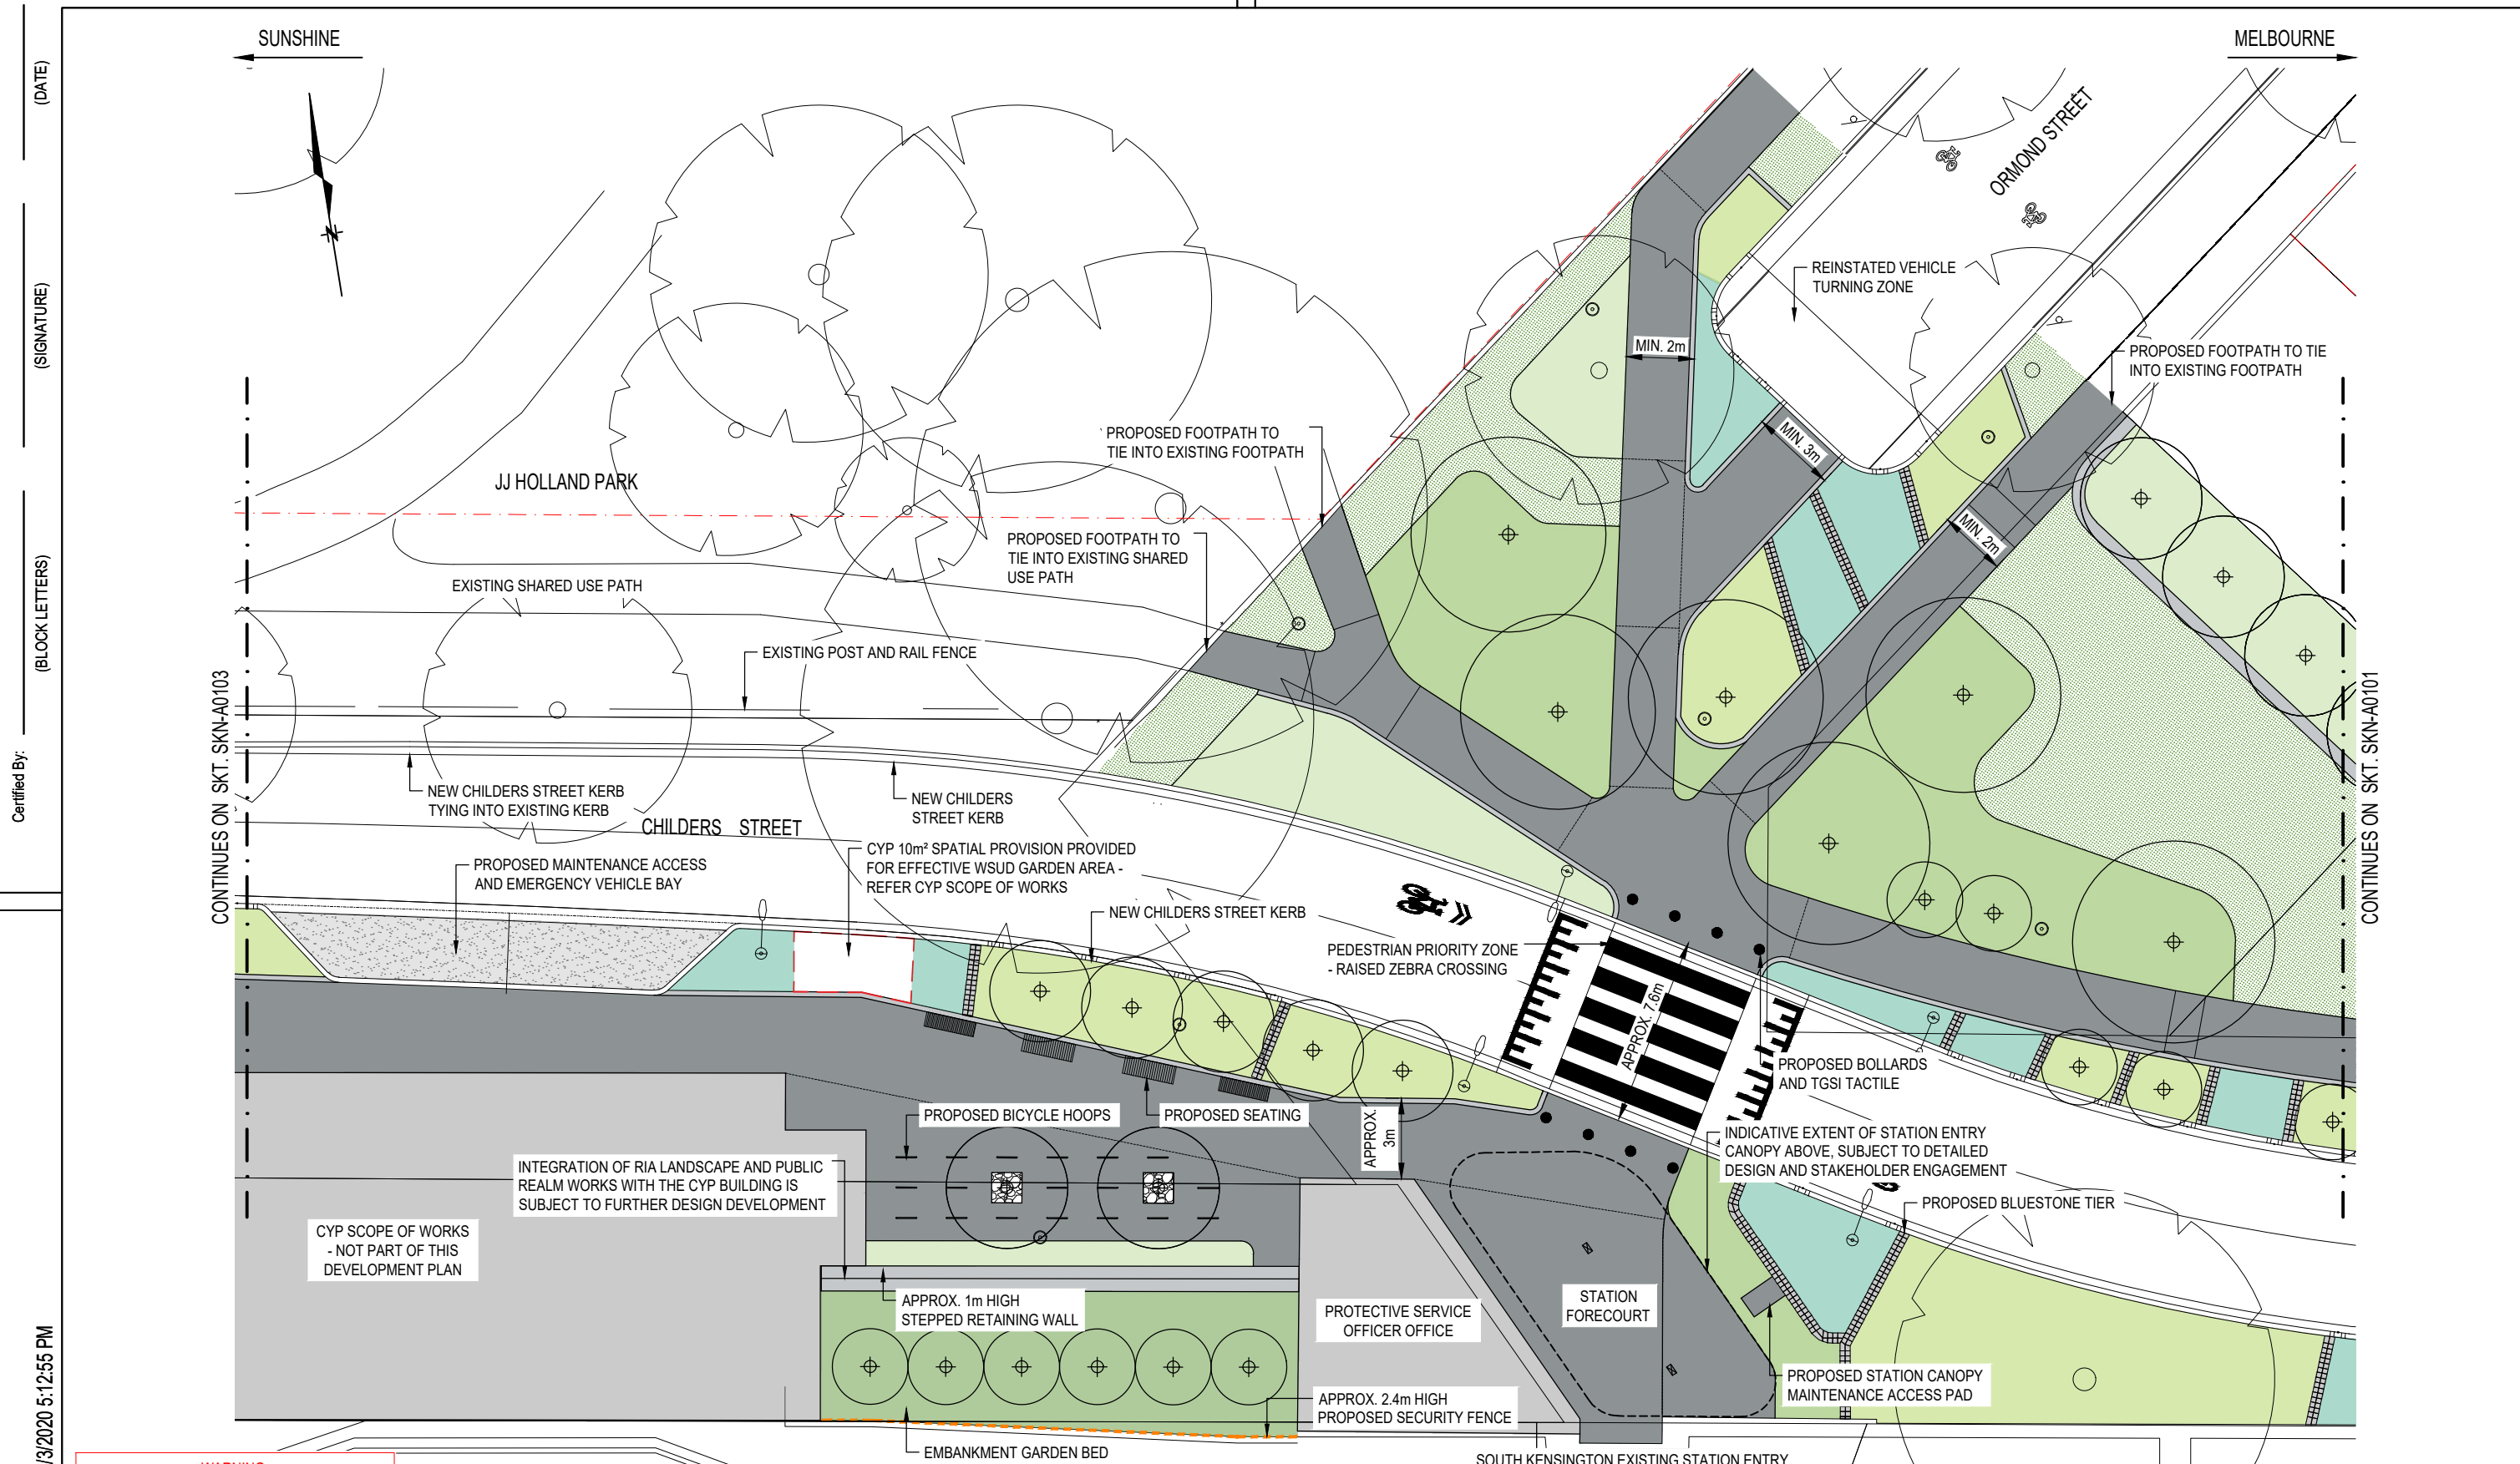 SUNSHINE
MELBOURNE
(DATE)
(SIGNATURE)
(BLOCK LETTERS)
Certified By:
/3/2020 5:12:55 PM
N
ORMOND STREET
REINSTATED VEHICLE
TURNING ZONE
MIN. 2m
PROPOSED FOOTPATH TO TIE
INTO EXISTING FOOTPATH
PROPOSED FOOTPATH TO
TIE INTO EXISTING FOOTPATH
MIN. 3m
JJ HOLLAND PARK
PROPOSED FOOTPATH TO
TIE INTO EXISTING SHARED
USE PATH
MIN. 2m
EXISTING SHARED USE PATH
EXISTING POST AND RAIL FENCE
CONTINUES ON SKT. SKN-A0103
CONTINUES ON SKT. SKN-A0101
NEW CHILDERS STREET KERB
TYING INTO EXISTING KERB
NEW CHILDERS
STREET KERB
CHILDERS STREET
CYP 10m² SPATIAL PROVISION PROVIDED
FOR EFFECTIVE WSUD GARDEN AREA -
REFER CYP SCOPE OF WORKS
PROPOSED MAINTENANCE ACCESS
AND EMERGENCY VEHICLE BAY
NEW CHILDERS STREET KERB
PEDESTRIAN PRIORITY ZONE
- RAISED ZEBRA CROSSING
APPROX. 7.6m
PROPOSED BOLLARDS
AND TGSI TACTILE
PROPOSED BICYCLE HOOPS
PROPOSED SEATING
APPROX.
3m
INDICATIVE EXTENT OF STATION ENTRY
CANOPY ABOVE, SUBJECT TO DETAILED
DESIGN AND STAKEHOLDER ENGAGEMENT
INTEGRATION OF RIA LANDSCAPE AND PUBLIC
REALM WORKS WITH THE CYP BUILDING IS
SUBJECT TO FURTHER DESIGN DEVELOPMENT
PROPOSED BLUESTONE TIER
CYP SCOPE OF WORKS
- NOT PART OF THIS
DEVELOPMENT PLAN
APPROX. 1m HIGH
STEPPED RETAINING WALL
PROTECTIVE SERVICE
OFFICER OFFICE
STATION
FORECOURT
PROPOSED STATION CANOPY
MAINTENANCE ACCESS PAD
APPROX. 2.4m HIGH
PROPOSED SECURITY FENCE
EMBANKMENT GARDEN BED
SOUTH KENSINGTON EXISTING STATION ENTRY
WARNING